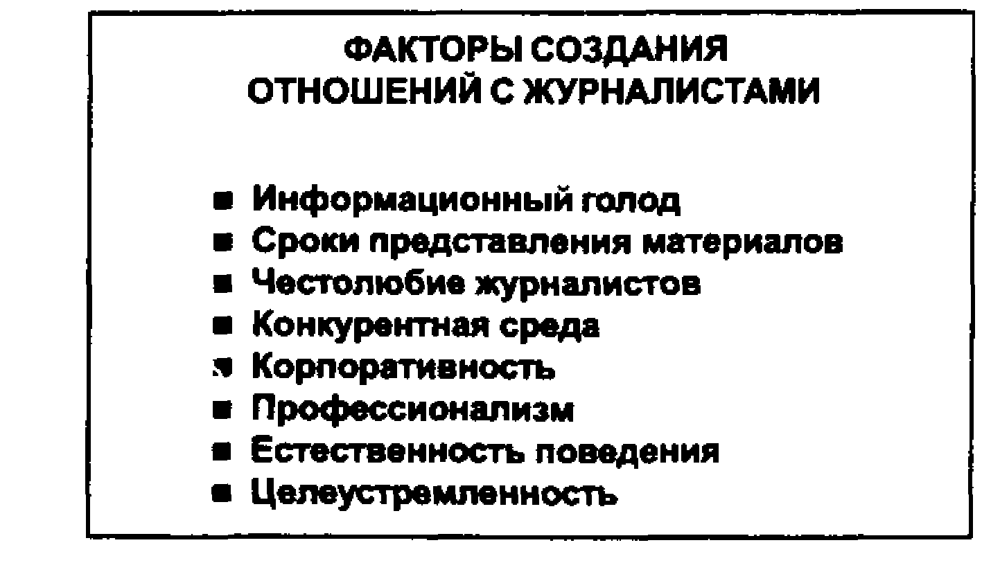 ФАКТОРЫ СОЗДАНИЯ
ОТНОШЕНИЙ С ЖУРНАЛИСТАМИ
■ Информационный голод
■ Сроки представления материалов
■ Честолюбие журналистов
■ Конкурентная среда
■ Корпоративность
■ Профессионализм
■ Естественность поведения
■ Целеустремленность